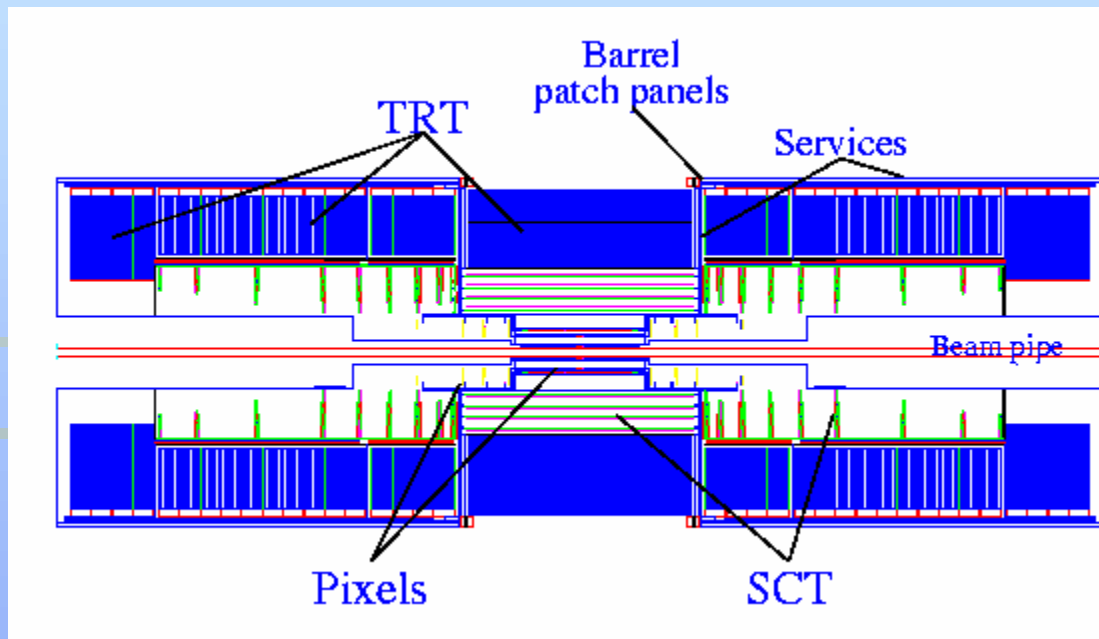 Barrel
patch panels
TRT
Services
Beam pipe
Pixels
SCT